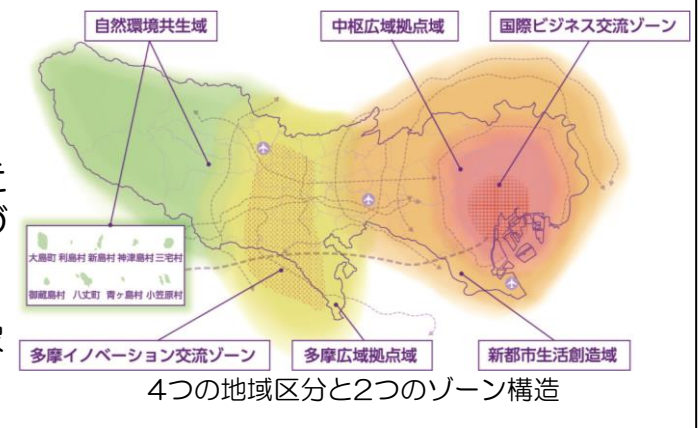 自然環境共生域
中枢広域拠点域
国際ビジネス交流ゾーン
大島町 利島村 新島村 神津島村 三宅村
御蔵島村 八丈町 青ヶ島村 小笠原村
多摩イノベーション交流ゾーン
多摩広域拠点域
新都市生活創造域
4つの地域区分と2つのゾーン構造